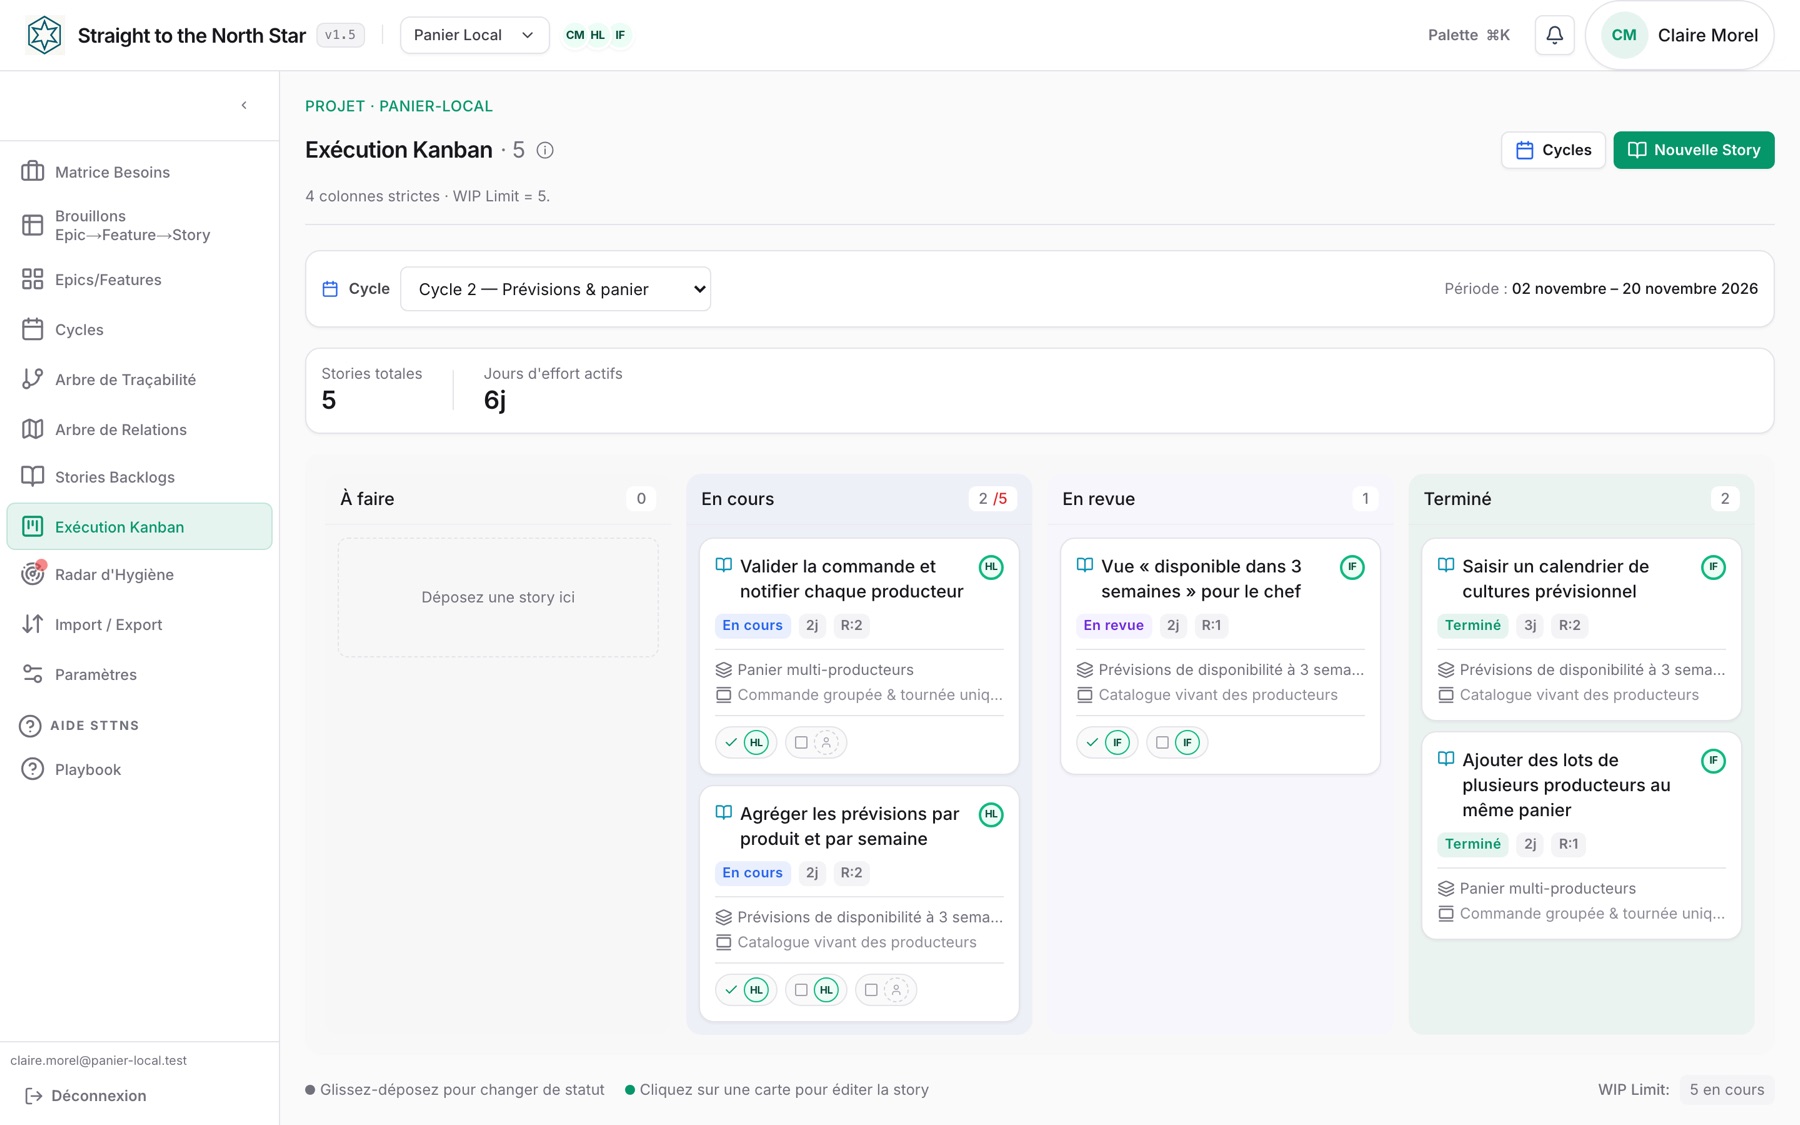 Straight to the North Star
v1.5
Panier Local
CM HL IF
Palette ⌘K
CM
Claire Morel
Matrice Besoins
Brouillons
Epic→Feature→Story
Epics/Features
Cycles
Arbre de Traçabilité
Arbre de Relations
Stories Backlogs
Exécution Kanban
Radar d'Hygiène
Import / Export
Paramètres
AIDE STTNS
Playbook
claire.morel@panier-local.test
Déconnexion
PROJET · PANIER-LOCAL
Exécution Kanban · 5
Cycles
Nouvelle Story
4 colonnes strictes · WIP Limit = 5.
Cycle
Cycle 2 — Prévisions & panier
Période : 02 novembre – 20 novembre 2026
Stories totales
5
Jours d'effort actifs
6j
À faire
0
Déposez une story ici
En cours
2 /5
Valider la commande et
notifier chaque producteur
HL
En cours 2j R:2
Panier multi-producteurs
Commande groupée & tournée uniq...
HL
Agréger les prévisions par
produit et par semaine
HL
En cours 2j R:2
Prévisions de disponibilité à 3 sema...
Catalogue vivant des producteurs
HL HL
En revue
1
Vue « disponible dans 3
semaines » pour le chef
IF
En revue 2j R:1
Prévisions de disponibilité à 3 sema...
Catalogue vivant des producteurs
IF IF
Terminé
2
Saisir un calendrier de
cultures prévisionnel
IF
Terminé 3j R:2
Prévisions de disponibilité à 3 sema...
Catalogue vivant des producteurs
Ajouter des lots de
plusieurs producteurs au
même panier
IF
Terminé 2j R:1
Panier multi-producteurs
Commande groupée & tournée uniq...
Glissez-déposez pour changer de statut
Cliquez sur une carte pour éditer la story
WIP Limit: 5 en cours